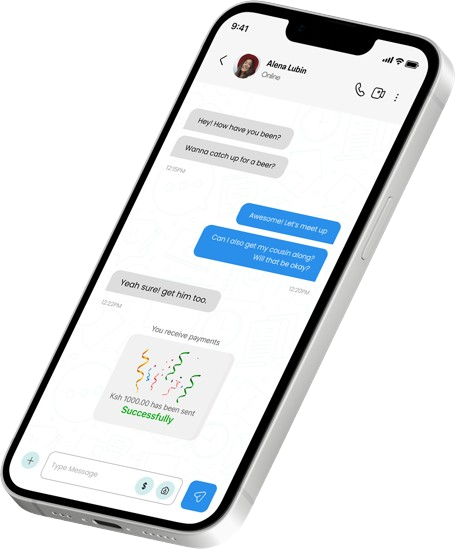 9:41
Alena Lubin
Online
Hey! How have you been?
Wanna catch up for a beer?
12:15PM
Awesome! Let's meet up
Can I also get my cousin along?
Will that be okay?
12:20PM
Yeah sure! get him too.
12:23PM
You receive payments
Ksh 1000.00 has been sent
Successfully
Type Message
$